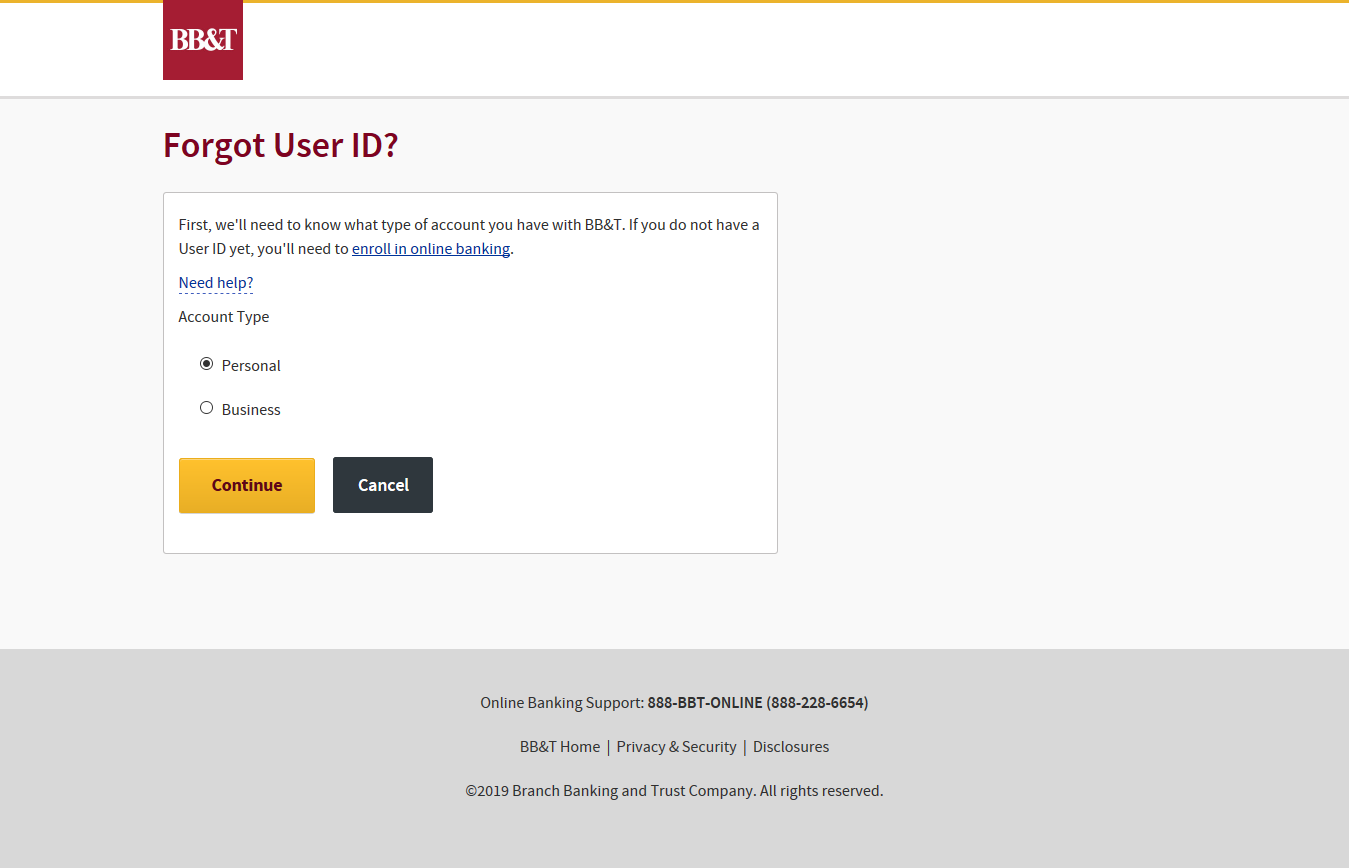 BB&T
Forgot User ID?
First, we'll need to know what type of account you have with BB&T. If you do not have a
User ID yet, you'll need to enroll in online banking.
Need help?
Account Type
Personal
Business
Continue
Cancel
Online Banking Support: 888-BBT-ONLINE (888-228-6654)
BB&T Home | Privacy & Security | Disclosures
©2019 Branch Banking and Trust Company. All rights reserved.